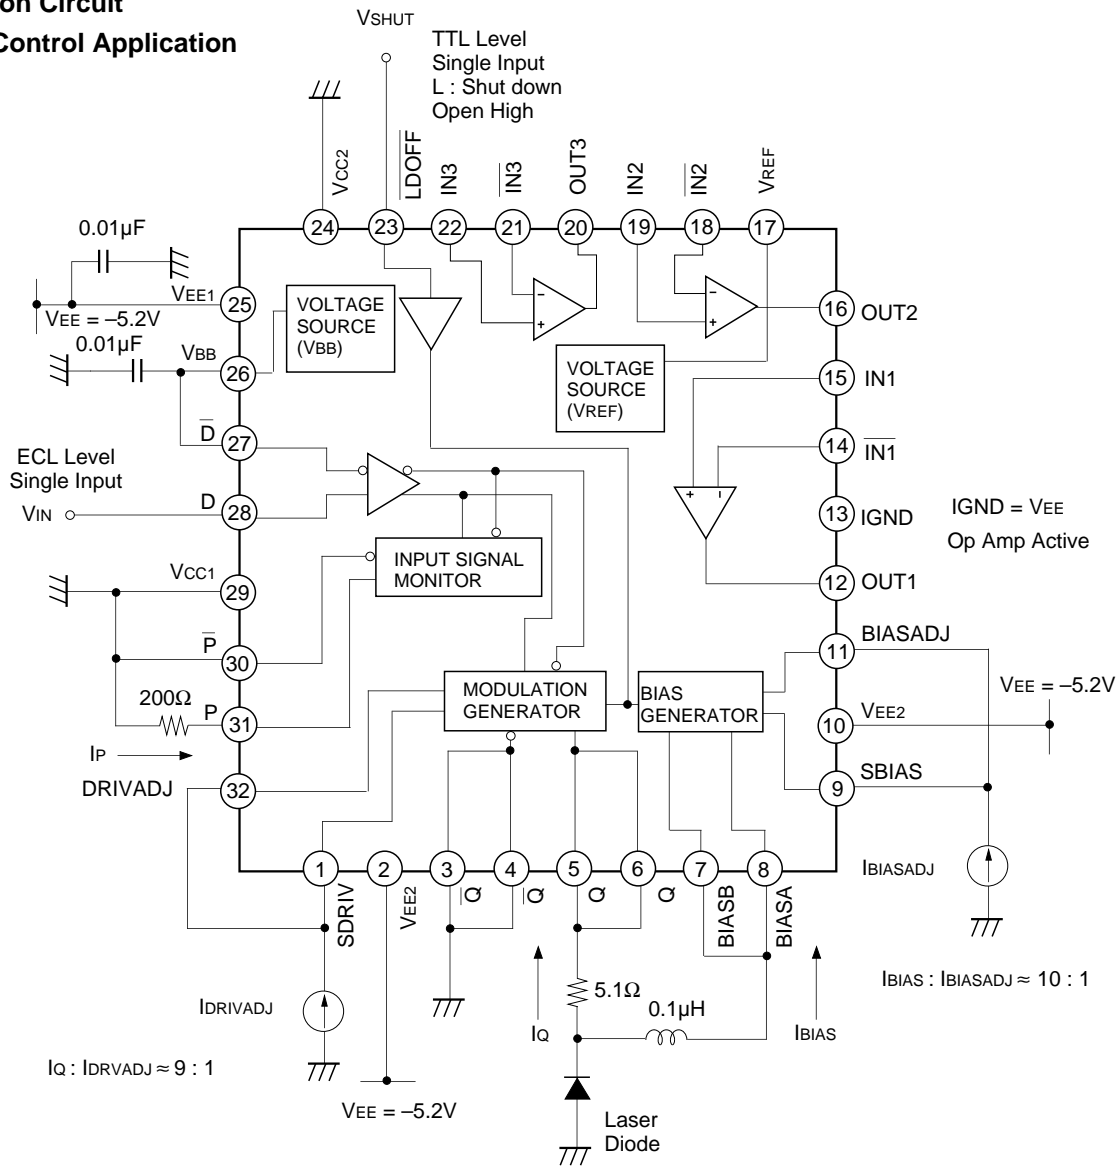 on Circuit
Control Application
VSHUT
TTL Level
Single Input
L : Shut down
Open High
VCC2
LDOFF
IN3
IN3
OUT3
IN2
IN2
VREF
24
23
22
21
20
19
18
17
0.01µF
VEE1
25
VEE = –5.2V
0.01µF
VBB
26
VOLTAGE
SOURCE
(VBB)
VOLTAGE
SOURCE
(VREF)
16
OUT2
15
IN1
D
27
14
IN1
ECL Level
Single Input
VIN
D
28
13
IGND
IGND = VEE
Op Amp Active
INPUT SIGNAL
MONITOR
VCC1
29
12
OUT1
P
30
11
BIASADJ
200Ω
P
31
MODULATION
GENERATOR
BIAS
GENERATOR
VEE = –5.2V
10
VEE2
IP
DRIVADJ
32
9
SBIAS
1
2
3
4
5
6
7
8
SDRIV
VEE2
Q
Q
Q
Q
BIASB
BIASA
IBIASADJ
IBIAS : IBIASADJ ≈ 10 : 1
IDRIVADJ
5.1Ω
0.1µH
IQ
IBIAS
IQ : IDRVADJ ≈ 9 : 1
VEE = –5.2V
Laser
Diode